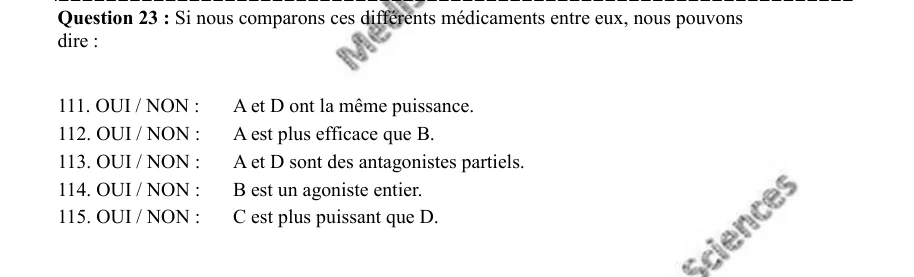 Question 23 : Si nous comparons ces différents médicaments entre eux, nous pouvons
dire :
111. OUI / NON : A et D ont la même puissance.
112. OUI / NON : A est plus efficace que B.
113. OUI / NON : A et D sont des antagonistes partiels.
114. OUI / NON : B est un agoniste entier.
115. OUI / NON : C est plus puissant que D.
Sciences